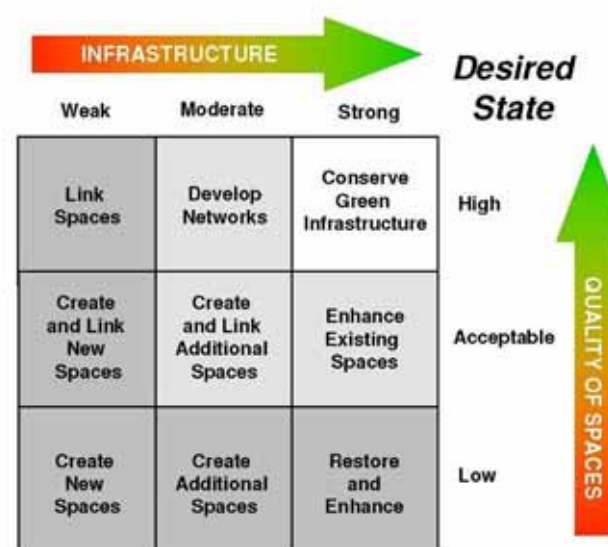 INFRASTRUCTURE
Desired
State
Weak
Moderate
Strong
Link
Spaces
Develop
Networks
Conserve
Green
Infrastructure
High
Create
and Link
New
Spaces
Create
and Link
Additional
Spaces
Enhance
Existing
Spaces
Acceptable
Create
New
Spaces
Create
Additional
Spaces
Restore
and
Enhance
Low
QUALITY OF SPACES